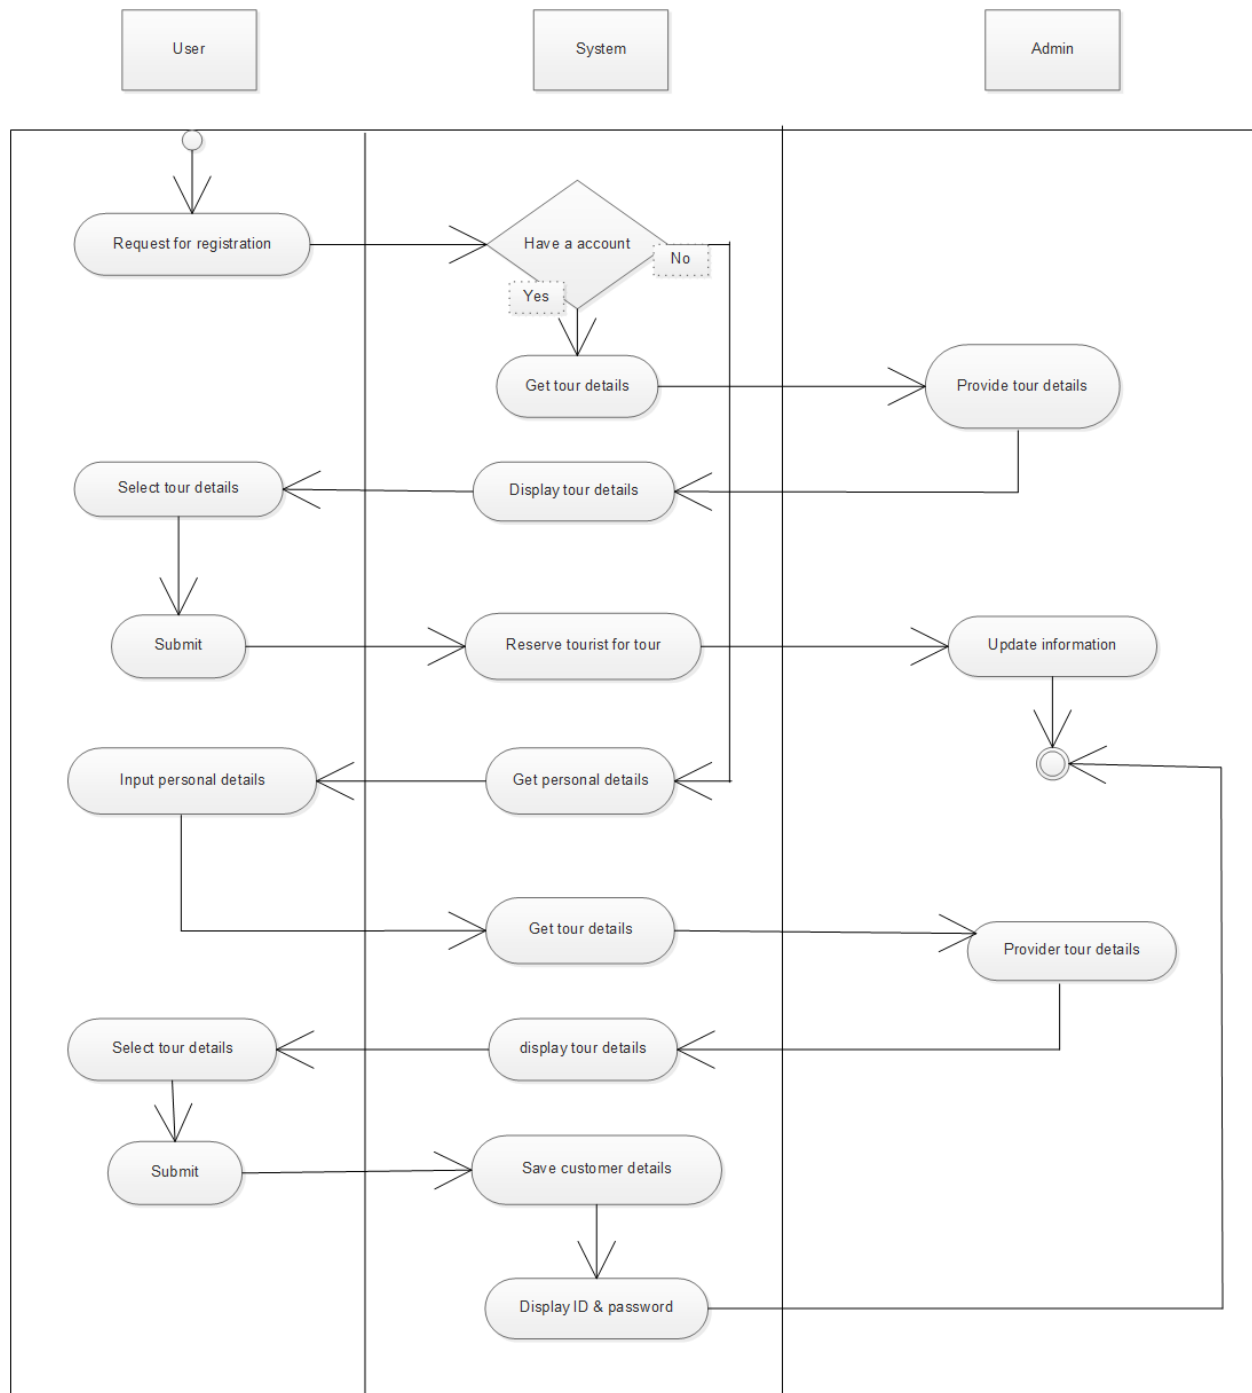 User
System
Admin
Request for registration
Have a account
No
Yes
Get tour details
Provide tour details
Select tour details
Display tour details
Submit
Reserve tourist for tour
Update information
Input personal details
Get personal details
Get tour details
Provider tour details
Select tour details
display tour details
Submit
Save customer details
Display ID & password